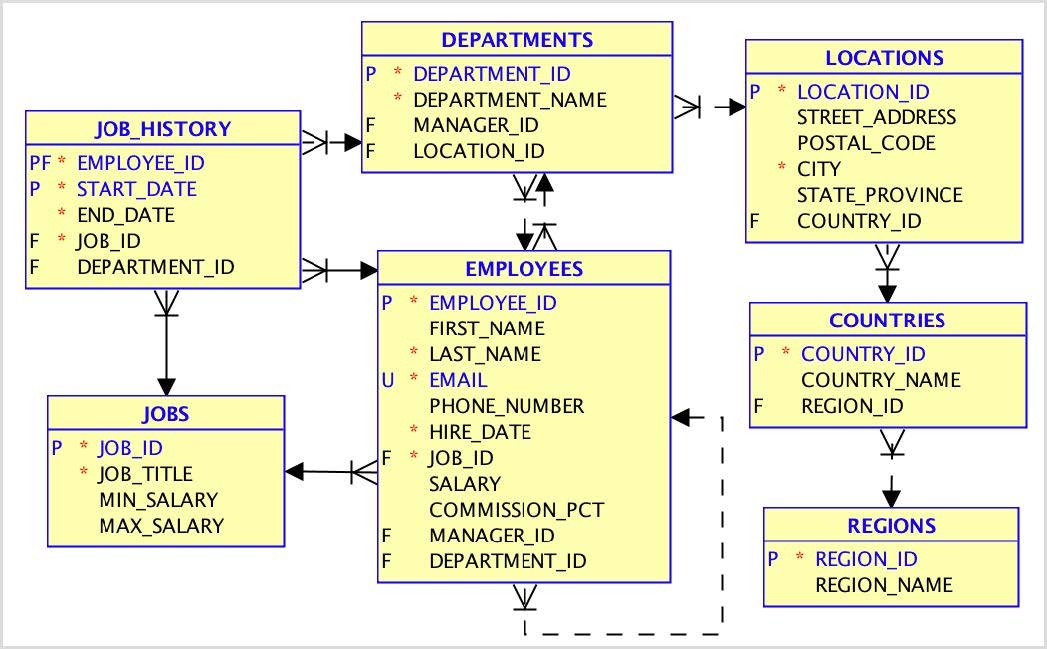 DEPARTMENTS
P * DEPARTMENT_ID
* DEPARTMENT_NAME
F MANAGER_ID
F LOCATION_ID
LOCATIONS
P * LOCATION_ID
STREET_ADDRESS
POSTAL_CODE
* CITY
STATE_PROVINCE
F COUNTRY_ID
JOB_HISTORY
PF * EMPLOYEE_ID
P * START_DATE
* END_DATE
F * JOB_ID
F DEPARTMENT_ID
EMPLOYEES
P * EMPLOYEE_ID
FIRST_NAME
* LAST_NAME
U * EMAIL
PHONE_NUMBER
* HIRE_DATE
F * JOB_ID
SALARY
COMMISSION_PCT
F MANAGER_ID
F DEPARTMENT_ID
COUNTRIES
P * COUNTRY_ID
COUNTRY_NAME
F REGION_ID
JOBS
P * JOB_ID
* JOB_TITLE
MIN_SALARY
MAX_SALARY
REGIONS
P * REGION_ID
REGION_NAME